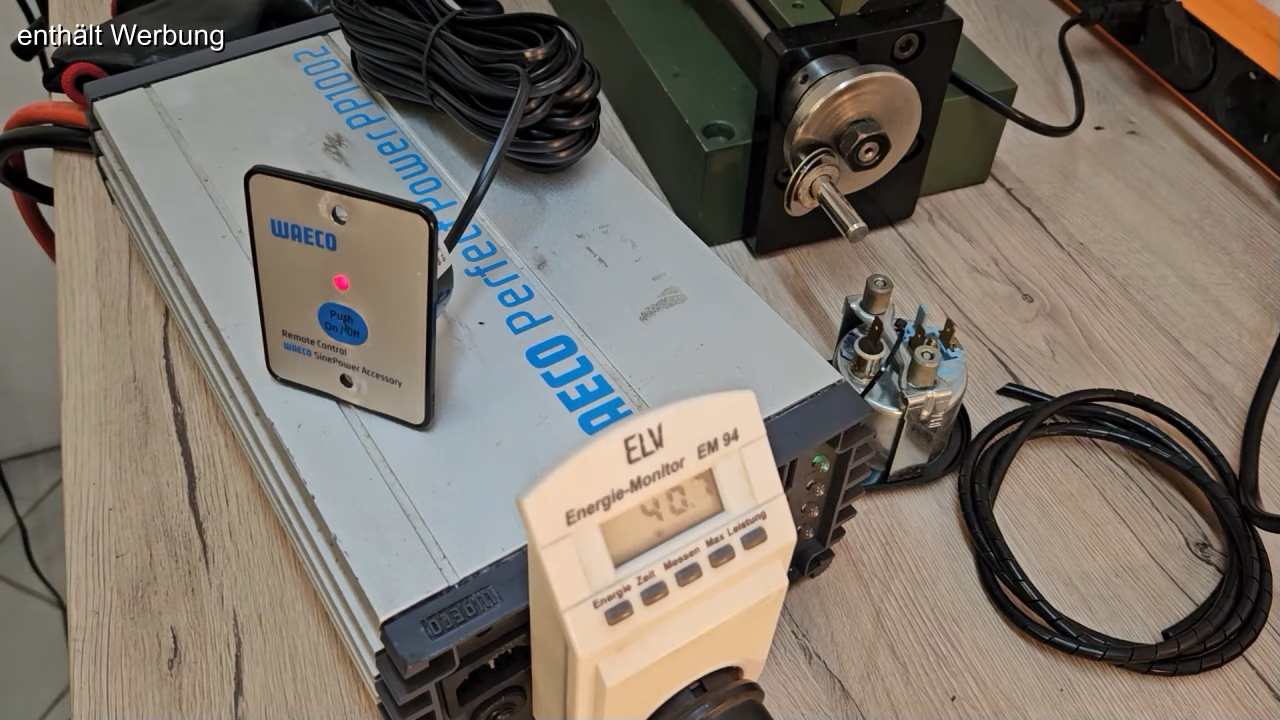 enthält Werbung
WAECO PerfectPower PP1002
WAECO
Push
On / Off
Remote Control
WAECO SinePower Accessory
ELV
Energie-Monitor EM 94
40.
Energie Zeit Messen Max Leistung
WAECO